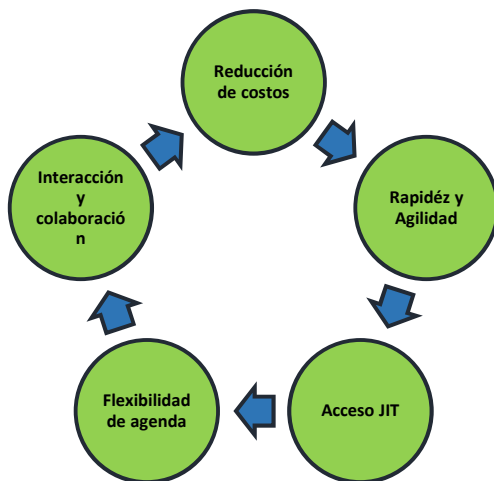 Reducción
de costos
Rapidéz y
Agilidad
Acceso JIT
Flexibilidad
de agenda
Interacción
y
colaboració
n